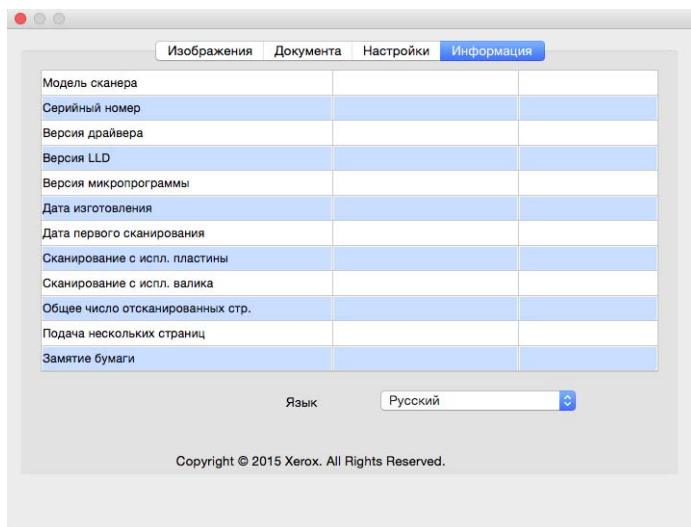 Изображения Документа Настройки Информация
Модель сканера
Серийный номер
Версия драйвера
Версия LLD
Версия микропрограммы
Дата изготовления
Дата первого сканирования
Сканирование с испл. пластины
Сканирование с испл. валика
Общее число отсканированных стр.
Подача нескольких страниц
Замятие бумаги
Язык Русский
Copyright © 2015 Xerox. All Rights Reserved.